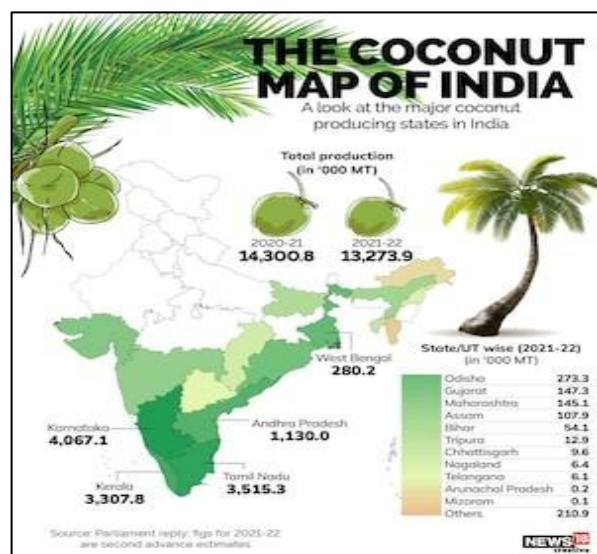 THE COCONUT
MAP OF INDIA
A look at the major coconut
producing states in India
Total production
(in '000 MT)
2020-21
14,300.8
2021-22
13,273.9
West Bengal
280.2
Andhra Pradesh
1,130.0
Karnataka
4,067.1
Kerala
3,307.8
Tamil Nadu
3,515.3
State/UT wise (2021-22)
(in '000 MT)
Odisha 273.3
Gujarat 147.3
Maharashtra 145.1
Assam 107.9
Bihar 54.1
Tripura 12.9
Chhattisgarh 9.6
Nagaland 6.4
Telangana 6.1
Arunachal Pradesh 0.2
Mizoram 0.1
Others 210.9
Source: Parliament reply; figs for 2021-22
are second advance estimates
NEWS18
creative